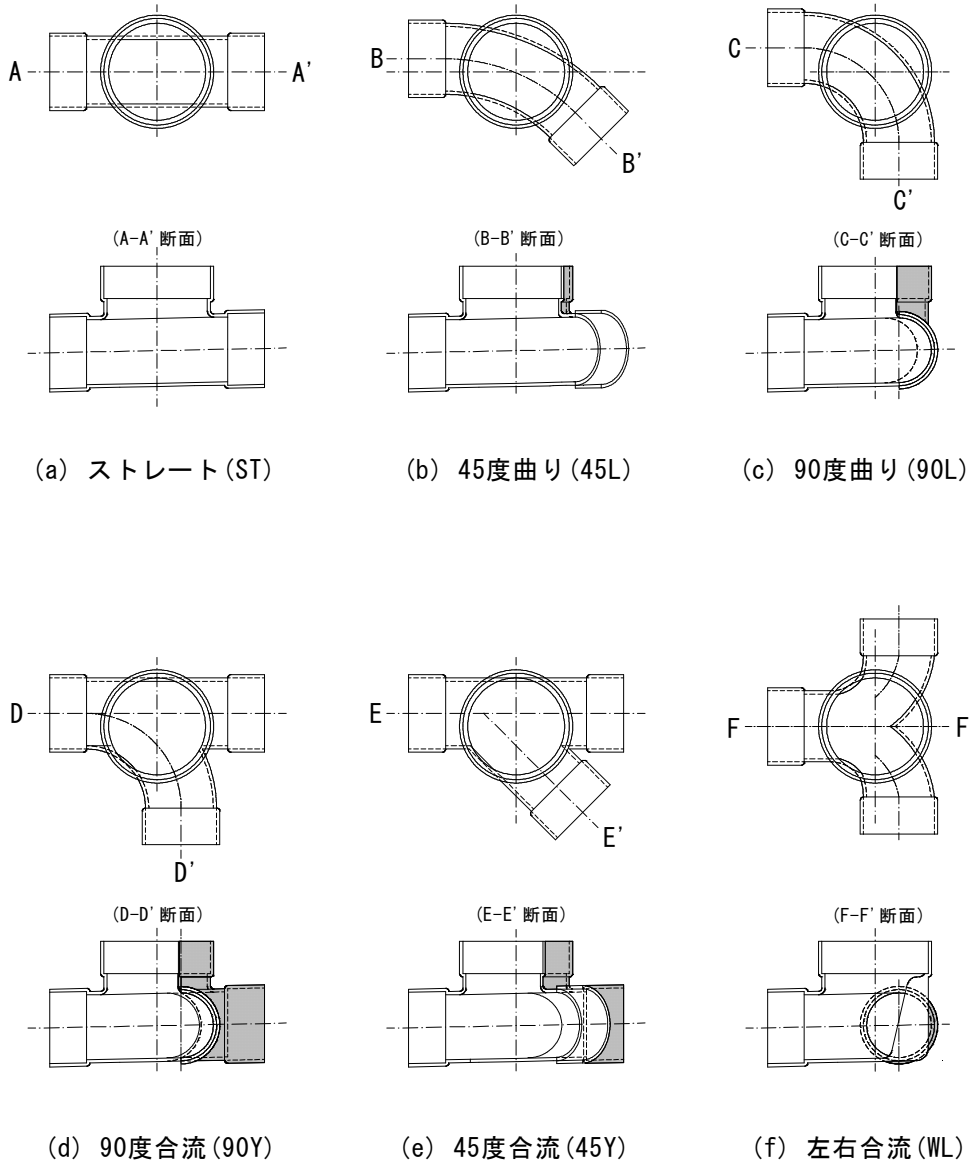 A A'
B
B'
C
C'
(A-A'断面)
(B-B'断面)
(C-C'断面)
(a) ストレート(ST)
(b) 45度曲り(45L)
(c) 90度曲り(90L)
D
D'
E
E'
F F
(D-D'断面)
(E-E'断面)
(F-F'断面)
(d) 90度合流(90Y)
(e) 45度合流(45Y)
(f) 左右合流(WL)